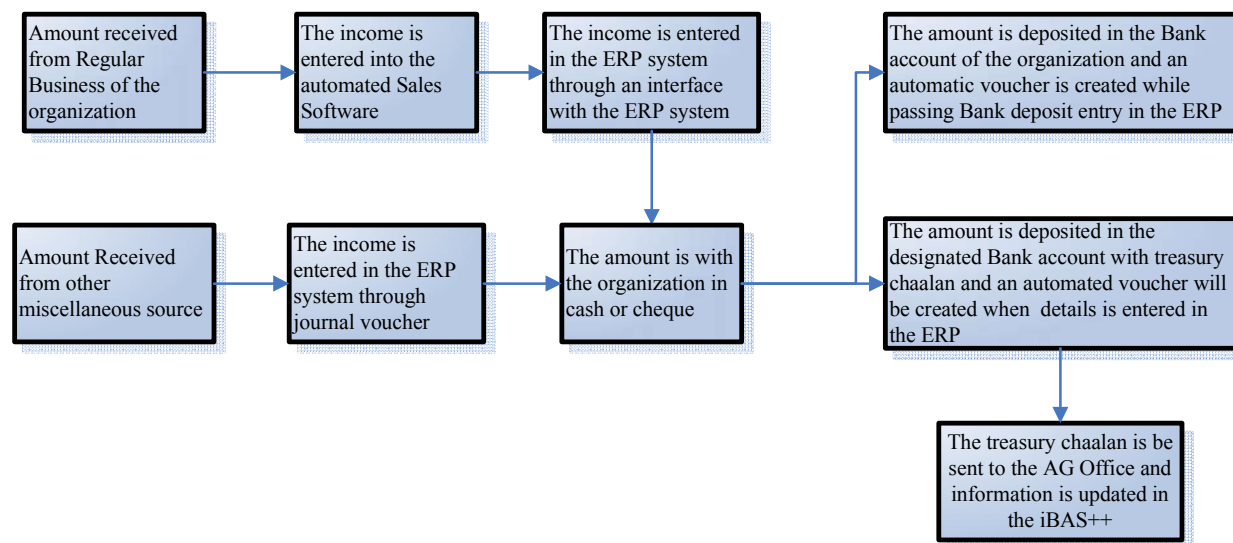 Amount received
from Regular
Business of the
organization
The income is
entered into the
automated Sales
Software
The income is entered
in the ERP system
through an interface
with the ERP system
The amount is deposited in the Bank
account of the organization and an
automatic voucher is created while
passing Bank deposit entry in the ERP
Amount Received
from other
miscellaneous source
The income is
entered in the ERP
system through
journal voucher
The amount is with
the organization in
cash or cheque
The amount is deposited in the
designated Bank account with treasury
chaalan and an automated voucher will
be created when details is entered in
the ERP
The treasury chaalan is be
sent to the AG Office and
information is updated in
the iBAS++